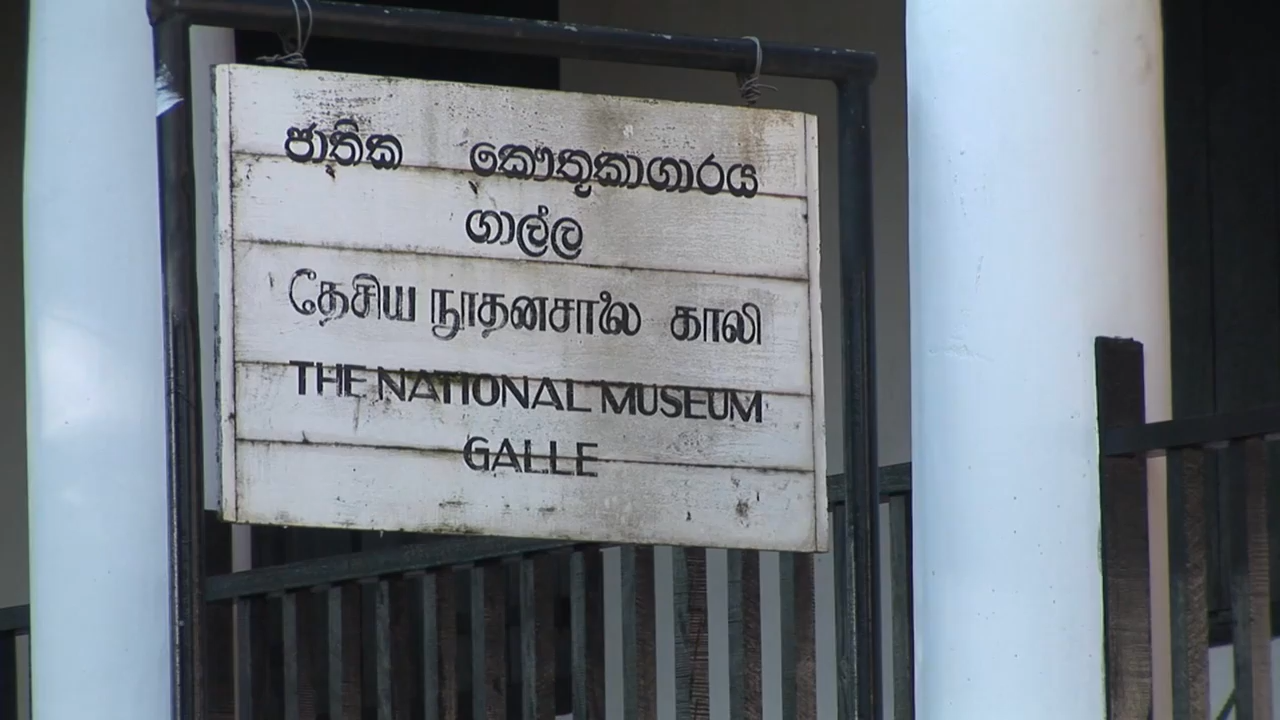 ජාතික කෞතුකාගාරය
ගාල්ල
தேசிய நூதனசாலை காலி
THE NATIONAL MUSEUM
GALLE